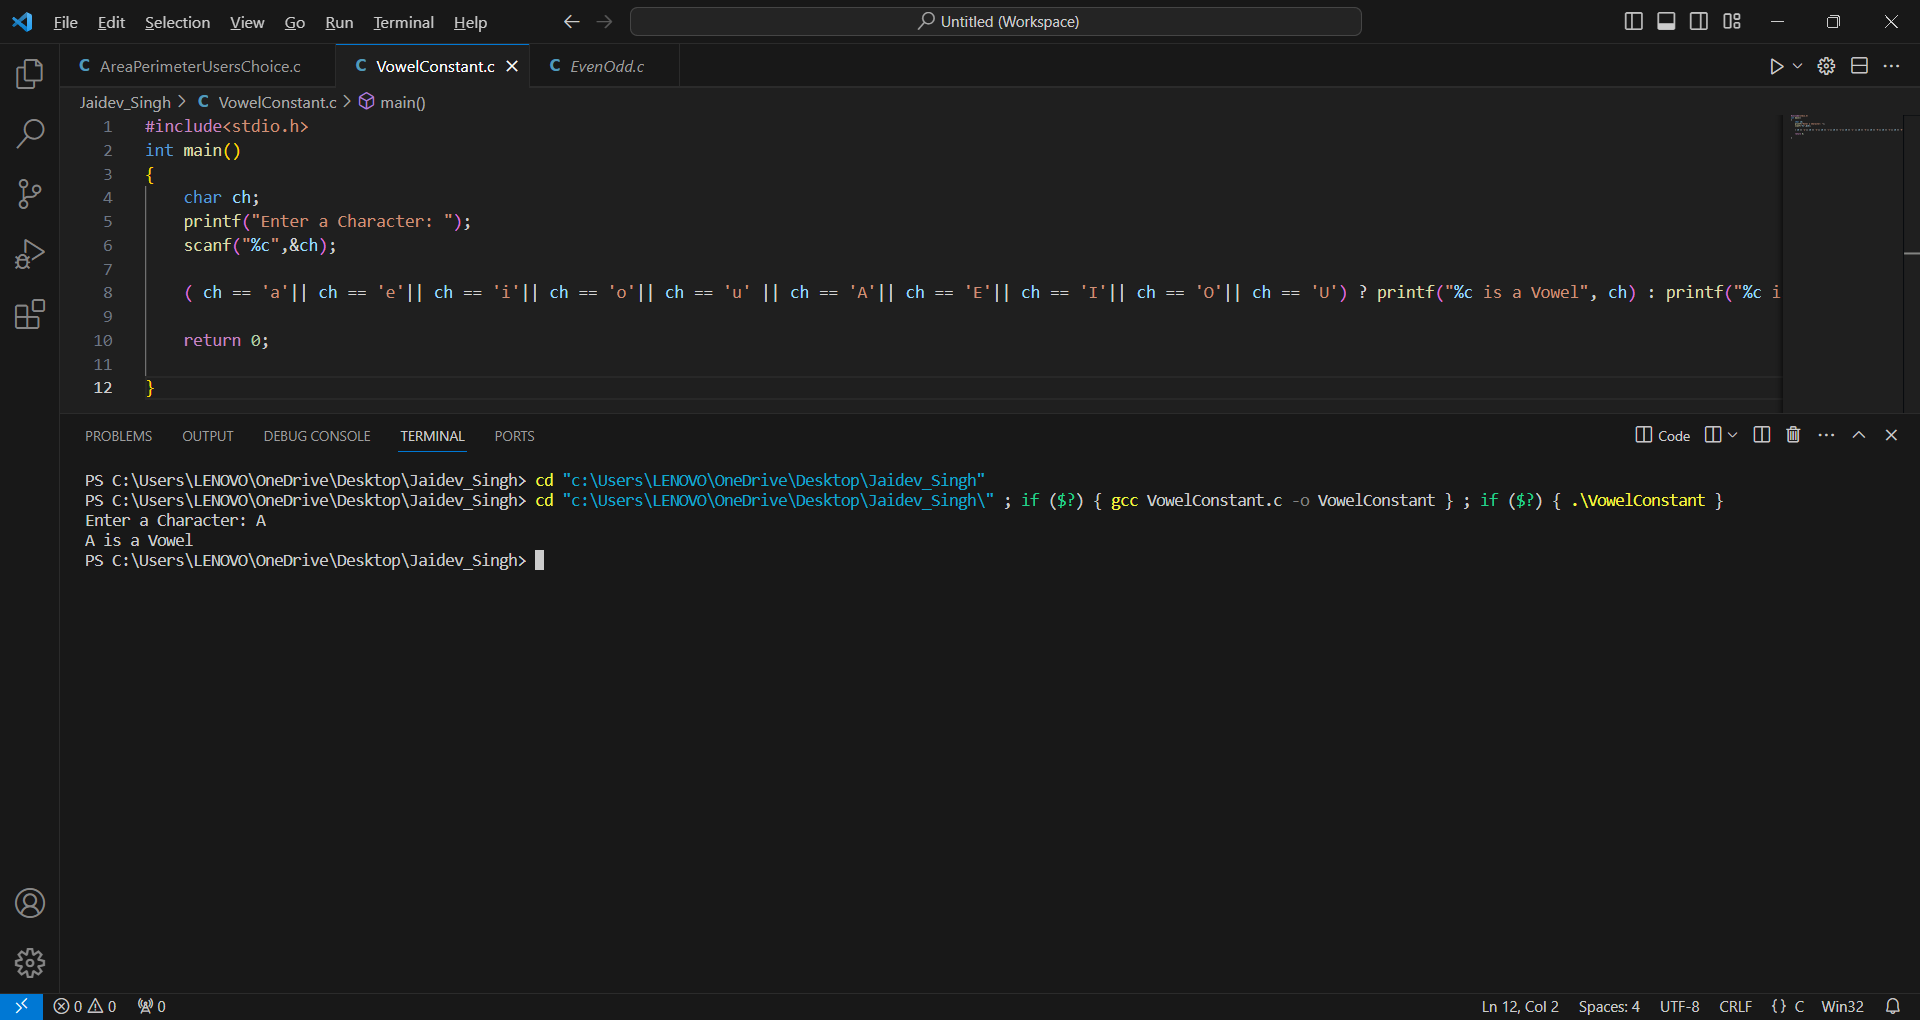 File Edit Selection View Go Run Terminal Help Untitled (Workspace)
C AreaPerimeterUsersChoice.c C VowelConstant.c C EvenOdd.c
Jaidev_Singh > C VowelConstant.c > main()
1 #include<stdio.h>
2 int main()
3 {
4 char ch;
5 printf("Enter a Character: ");
6 scanf("%c",&ch);
7
8 ( ch == 'a'|| ch == 'e'|| ch == 'i'|| ch == 'o'|| ch == 'u' || ch == 'A'|| ch == 'E'|| ch == 'I'|| ch == 'O'|| ch == 'U') ? printf("%c is a Vowel", ch) : printf("%c i
9
10 return 0;
11
12 }
PROBLEMS OUTPUT DEBUG CONSOLE TERMINAL PORTS Code
PS C:\Users\LENOVO\OneDrive\Desktop\Jaidev_Singh> cd "c:\Users\LENOVO\OneDrive\Desktop\Jaidev_Singh"
PS C:\Users\LENOVO\OneDrive\Desktop\Jaidev_Singh> cd "c:\Users\LENOVO\OneDrive\Desktop\Jaidev_Singh\" ; if ($?) { gcc VowelConstant.c -o VowelConstant } ; if ($?) { .\VowelConstant }
Enter a Character: A
A is a Vowel
PS C:\Users\LENOVO\OneDrive\Desktop\Jaidev_Singh>
0 0 0 Ln 12, Col 2 Spaces: 4 UTF-8 CRLF {} C Win32